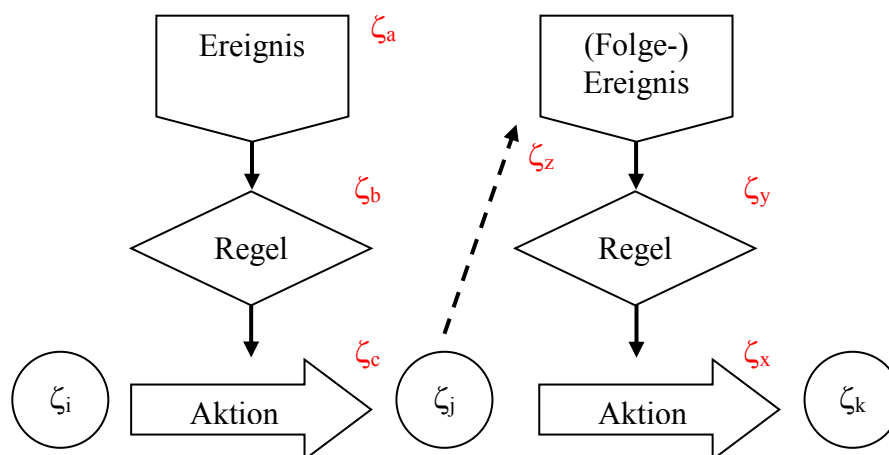 Ereignis
ζa
(Folge-)
Ereignis
ζz
ζb
ζy
Regel
Regel
ζc
ζx
ζi
Aktion
ζj
Aktion
ζk